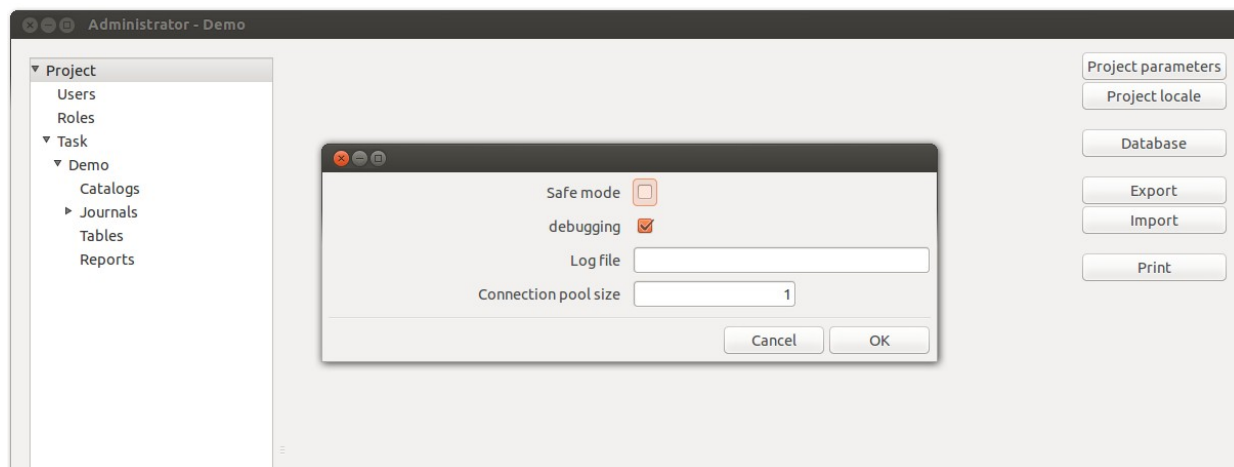 Administrator - Demo
Project
Users
Roles
Task
Demo
Catalogs
Journals
Tables
Reports
Safe mode
debugging
Log file
Connection pool size 1
Cancel OK
Project parameters
Project locale
Database
Export
Import
Print